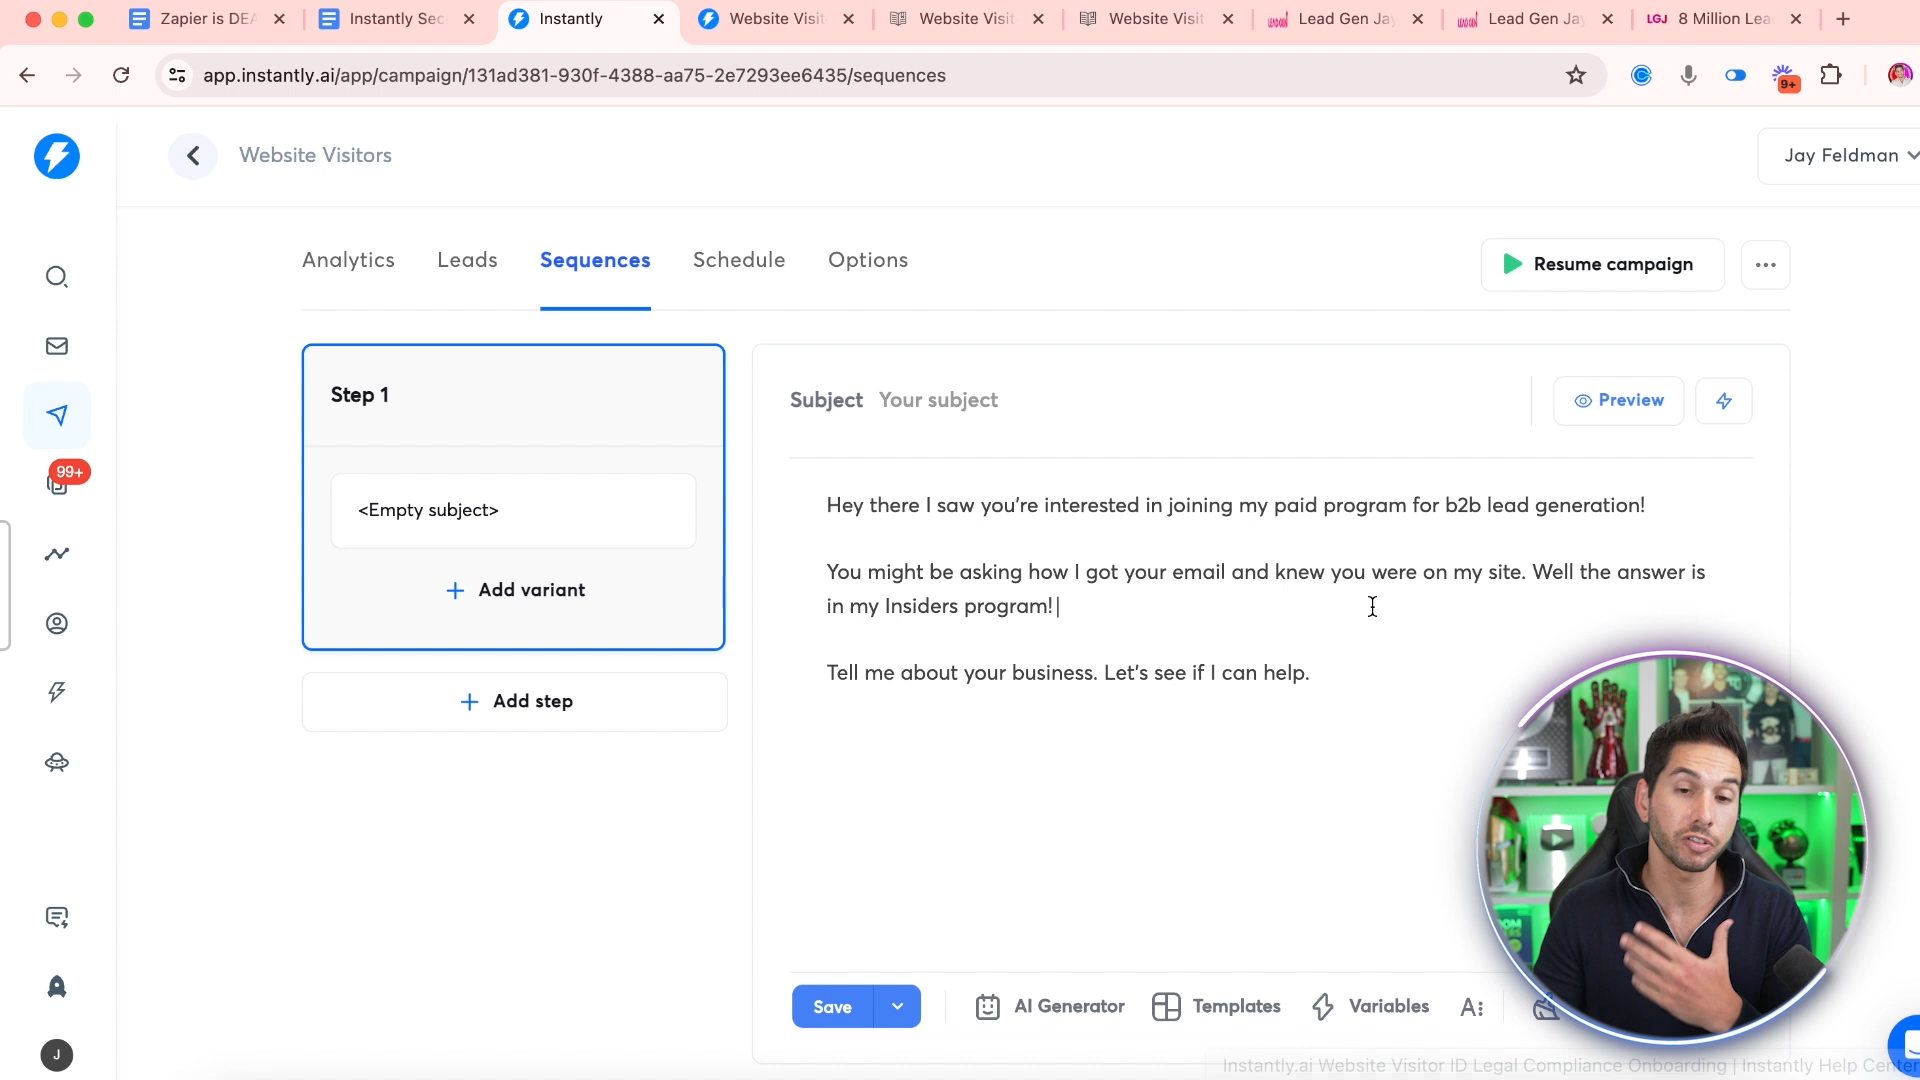 Zapier is DEA
Instantly Sec
Instantly
Website Visit
Website Visit
Website Visit
Lead Gen Jay
Lead Gen Jay
LGJ 8 Million Lea
app.instantly.ai/app/campaign/131ad381-930f-4388-aa75-2e7293ee6435/sequences
9+
Website Visitors
Jay Feldman
Analytics
Leads
Sequences
Schedule
Options
Resume campaign
Step 1
<Empty subject>
Add variant
Add step
Subject Your subject
Preview
Hey there I saw you're interested in joining my paid program for b2b lead generation!
You might be asking how I got your email and knew you were on my site. Well the answer is
in my Insiders program!
Tell me about your business. Let's see if I can help.
99+
Save
AI Generator
Templates
Variables
J
Instantly.ai Website Visitor ID Legal Compliance Onboarding | Instantly Help Center